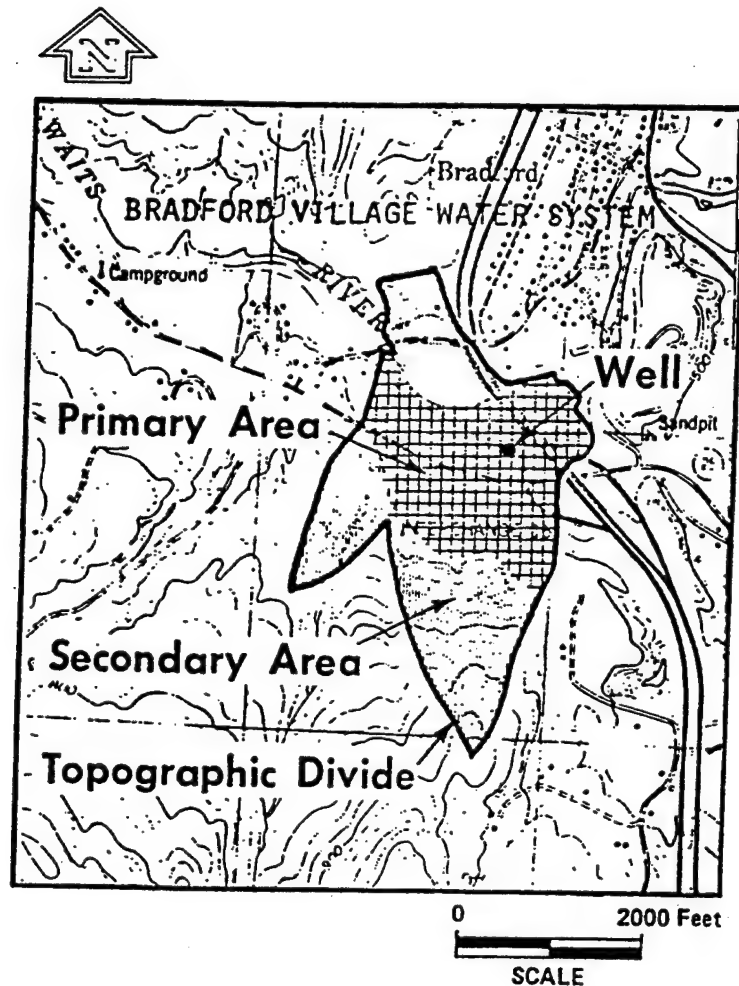 N
WAITS
Bradford
BRADFORD VILLAGE WATER SYSTEM
Campground
RIVER
Well
Primary Area
Sandpit
Secondary Area
Topographic Divide
0 2000 Feet
SCALE